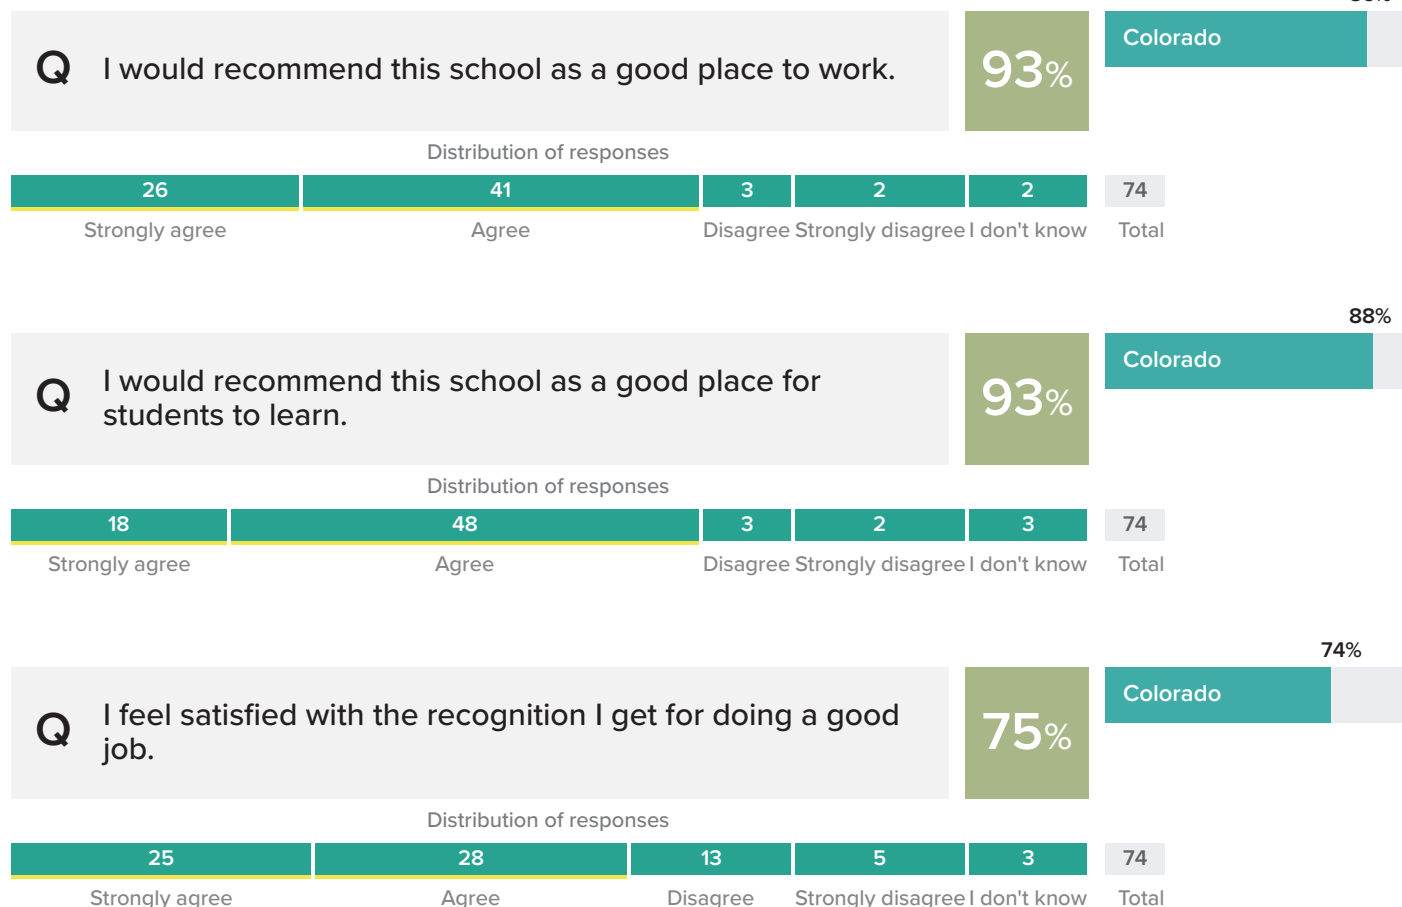 Q I would recommend this school as a good place to work. 93% Colorado
Distribution of responses
26 41 3 2 2 74
Strongly agree Agree Disagree Strongly disagree I don't know Total
88%
Q I would recommend this school as a good place for
students to learn. 93% Colorado
Distribution of responses
18 48 3 2 3 74
Strongly agree Agree Disagree Strongly disagree I don't know Total
74%
Q I feel satisfied with the recognition I get for doing a good
job. 75% Colorado
Distribution of responses
25 28 13 5 3 74
Strongly agree Agree Disagree Strongly disagree I don't know Total